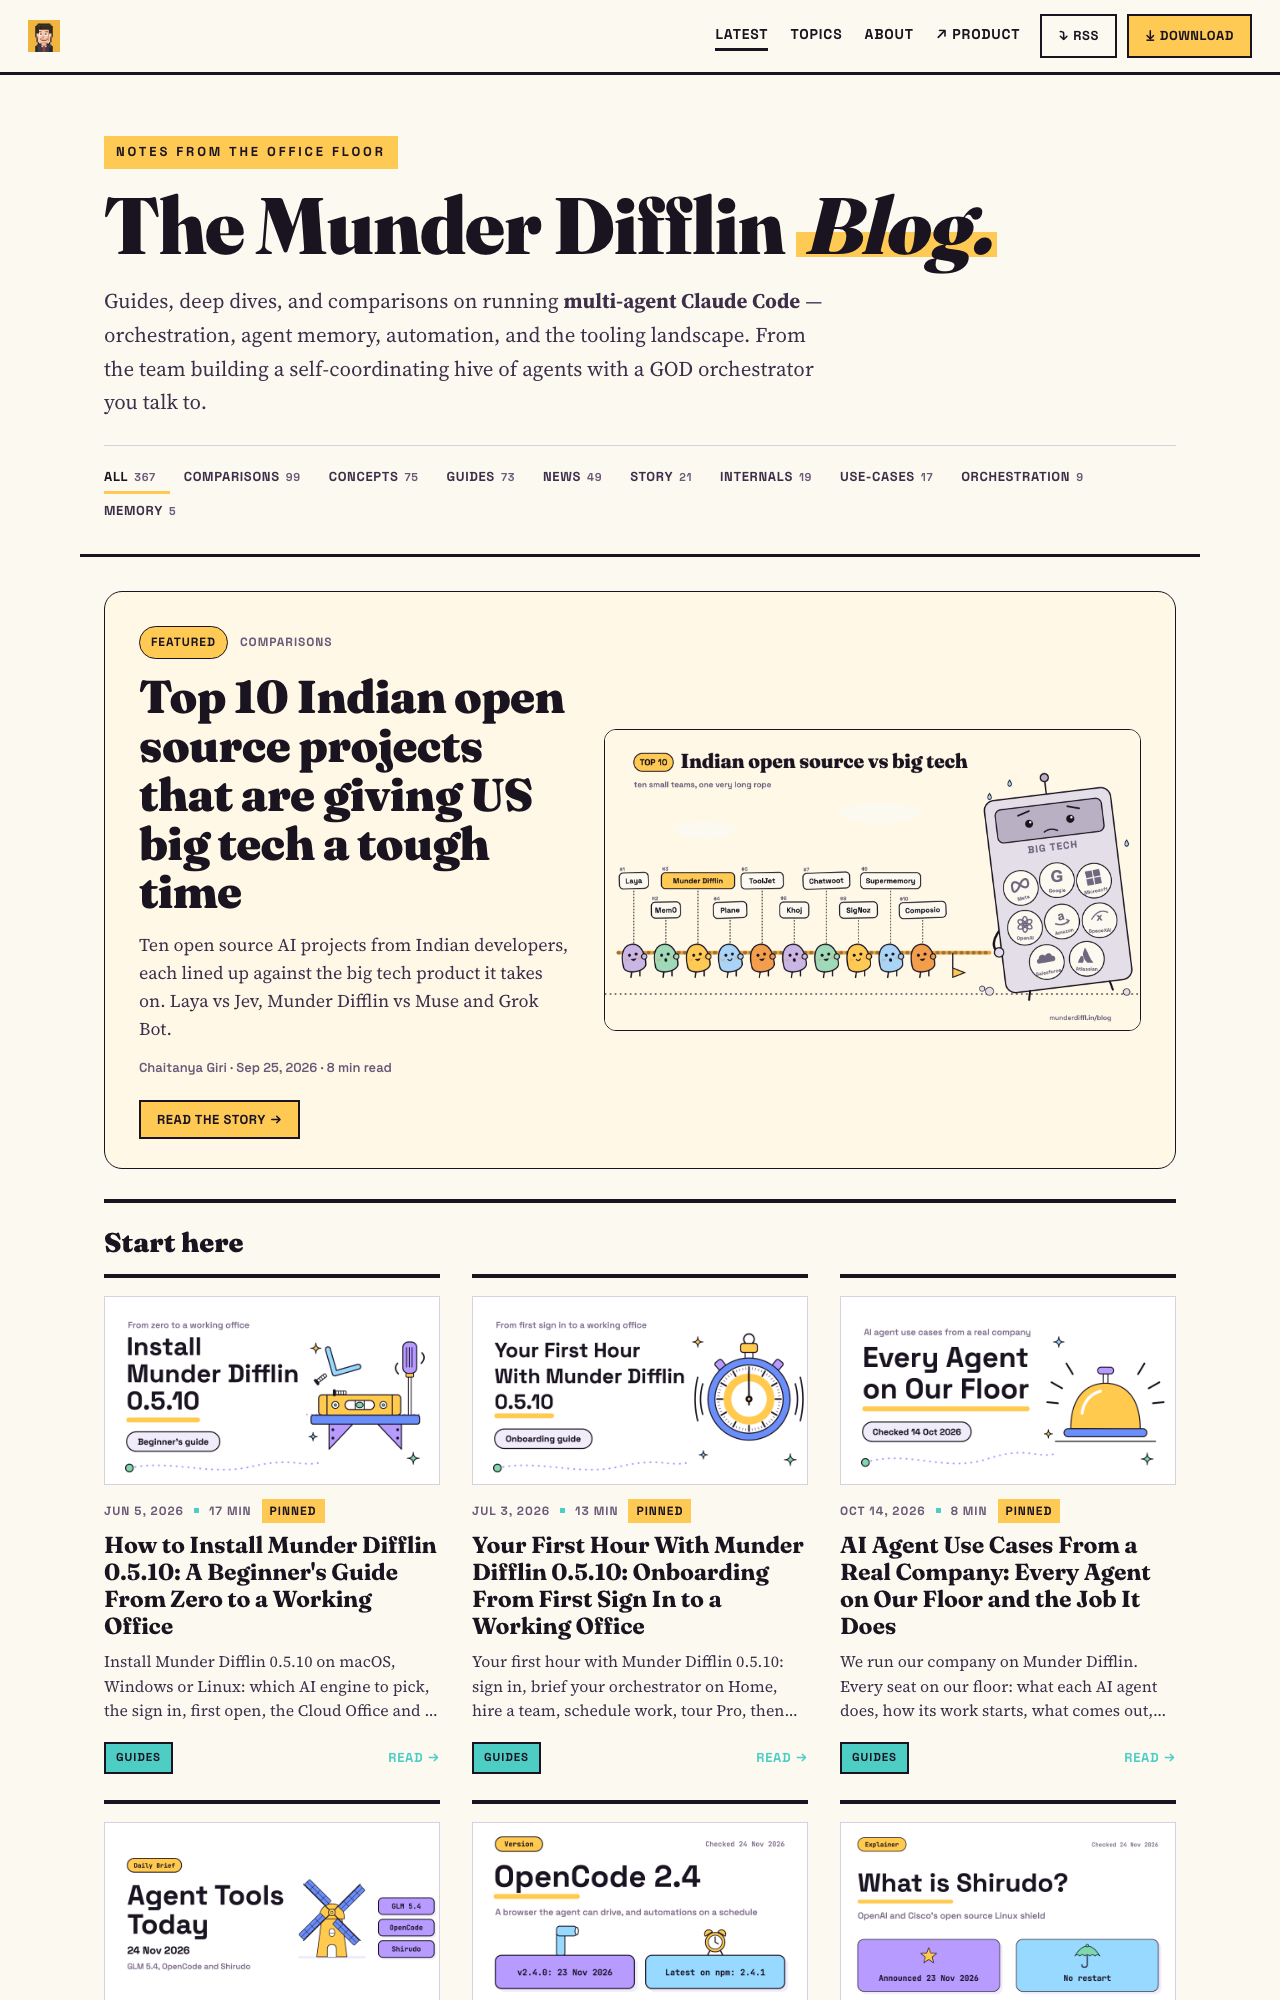 LATEST TOPICS ABOUT ↗ PRODUCT RSS DOWNLOAD
NOTES FROM THE OFFICE FLOOR
The Munder Difflin Blog.
Guides, deep dives, and comparisons on running multi-agent Claude Code —
orchestration, agent memory, automation, and the tooling landscape. From
the team building a self-coordinating hive of agents with a GOD orchestrator
you talk to.
ALL 367 COMPARISONS 99 CONCEPTS 75 GUIDES 73 NEWS 49 STORY 21 INTERNALS 19 USE-CASES 17 ORCHESTRATION 9
MEMORY 5
FEATURED COMPARISONS
Top 10 Indian open
source projects
that are giving US
big tech a tough
time
Ten open source AI projects from Indian developers,
each lined up against the big tech product it takes
on. Laya vs Jev, Munder Difflin vs Muse and Grok
Bot.
Chaitanya Giri · Sep 25, 2026 · 8 min read
READ THE STORY →
TOP 10 Indian open source vs big tech
ten small teams, one very long rope
BIG TECH
Meta Google Microsoft
OpenAI Amazon SpaceXAI
Salesforce Atlassian
#1 #3 #5 #7 #9
Laya Munder Difflin ToolJet Chatwoot Supermemory
#2 #4 #6 #8 #10
Mem0 Plane Khoj SigNoz Composio
munderdiffl.in/blog
Start here
From zero to a working office
Install
Munder Difflin
0.5.10
Beginner's guide
JUN 5, 2026 17 MIN PINNED
How to Install Munder Difflin
0.5.10: A Beginner's Guide
From Zero to a Working
Office
Install Munder Difflin 0.5.10 on macOS,
Windows or Linux: which AI engine to pick,
the sign in, first open, the Cloud Office and ...
GUIDES READ →
From first sign in to a working office
Your First Hour
With Munder Difflin
0.5.10
Onboarding guide
JUL 3, 2026 13 MIN PINNED
Your First Hour With Munder
Difflin 0.5.10: Onboarding
From First Sign In to a
Working Office
Your first hour with Munder Difflin 0.5.10:
sign in, brief your orchestrator on Home,
hire a team, schedule work, tour Pro, then...
GUIDES READ →
AI agent use cases from a real company
Every Agent
on Our Floor
Checked 14 Oct 2026
OCT 14, 2026 8 MIN PINNED
AI Agent Use Cases From a
Real Company: Every Agent
on Our Floor and the Job It
Does
We run our company on Munder Difflin.
Every seat on our floor: what each AI agent
does, how its work starts, what comes out,...
GUIDES READ →
Daily Brief
Agent Tools
Today
24 Nov 2026
GLM 5.4, OpenCode and Shirudo
GLM 5.4
OpenCode
Shirudo
Version Checked 24 Nov 2026
OpenCode 2.4
A browser the agent can drive, and automations on a schedule
v2.4.0: 23 Nov 2026 Latest on npm: 2.4.1
Explainer Checked 24 Nov 2026
What is Shirudo?
OpenAI and Cisco's open source Linux shield
Announced 23 Nov 2026 No restart